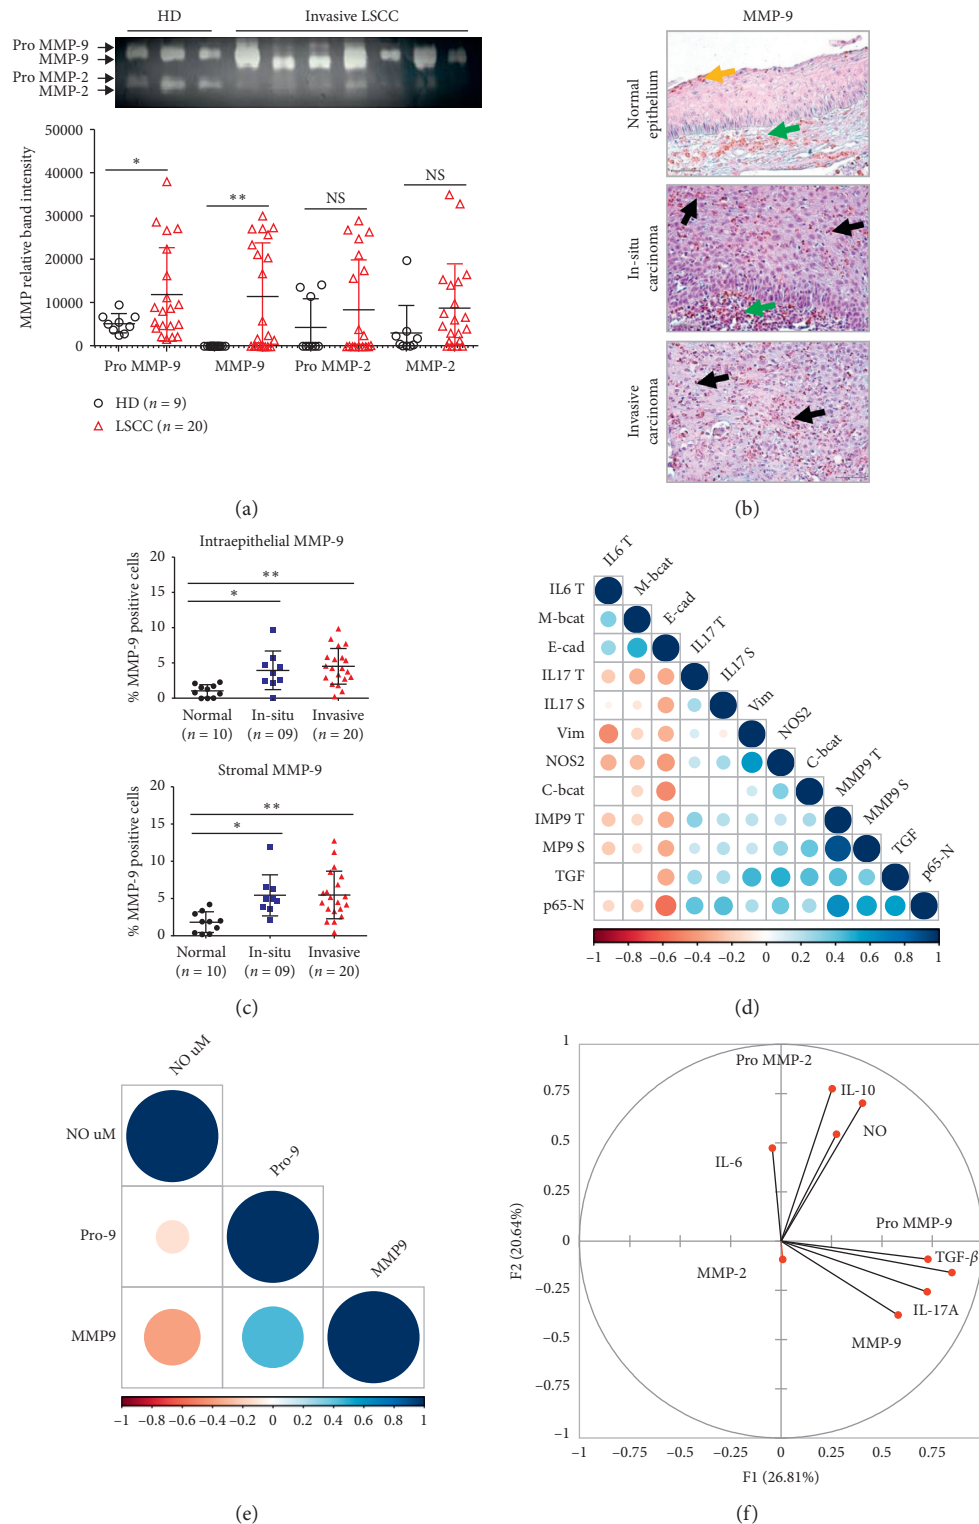 HD
Invasive LSCC
Pro MMP-9
MMP-9
Pro MMP-2
MMP-2
MMP relative band intensity
50000
40000
30000
20000
10000
0
*
**
NS
NS
Pro MMP-9
MMP-9
Pro MMP-2
MMP-2
HD (n = 9)
LSCC (n = 20)
(a)
MMP-9
Normal
epithelium
In-situ
carcinoma
Invasive
carcinoma
(b)
Intraepithelial MMP-9
% MMP-9 positive cells
20
15
10
5
0
**
*
Normal
(n = 10)
In-situ
(n = 09)
Invasive
(n = 20)
Stromal MMP-9
% MMP-9 positive cells
20
15
10
5
0
**
*
Normal
(n = 10)
In-situ
(n = 09)
Invasive
(n = 20)
(c)
IL6 T
M-bcat
E-cad
IL17 T
IL17 S
Vim
NOS2
C-bcat
MMP9 T
MMP9 S
TGF
p65-N
IL6 T
M-bcat
E-cad
IL17 T
IL17 S
Vim
NOS2
C-bcat
IMP9 T
MP9 S
TGF
p65-N
−1 −0.8 −0.6 −0.4 −0.2 0 0.2 0.4 0.6 0.8 1
(d)
NO uM
Pro-9
MMP9
NO uM
Pro-9
MMP9
−1 −0.8 −0.6 −0.4 −0.2 0 0.2 0.4 0.6 0.8 1
(e)
1
0.75
0.5
0.25
0
−0.25
−0.5
−0.75
−1
F2 (20.64%)
Pro MMP-2
IL-10
NO
IL-6
Pro MMP-9
TGF-β
MMP-2
IL-17A
MMP-9
−1 −0.75 −0.5 −0.25 0 0.25 0.5 0.75
F1 (26.81%)
(f)